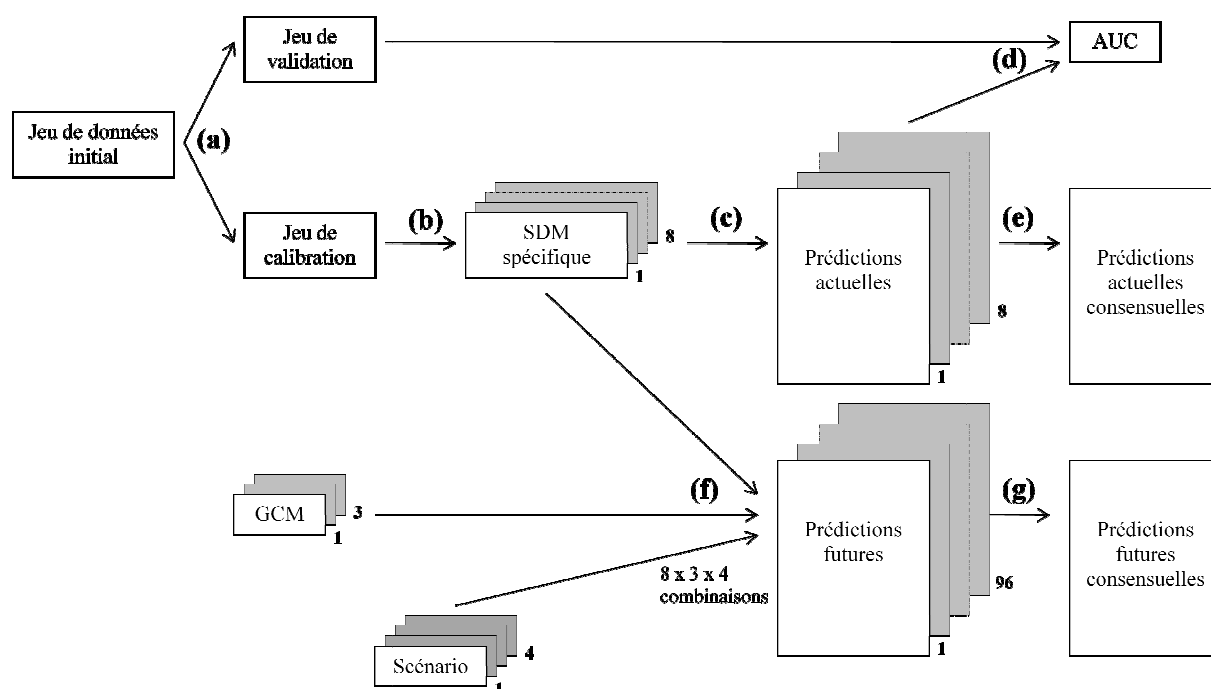 Jeu de
validation
AUC
(d)
Jeu de données
initial
(a)
Jeu de
calibration
(b)
SDM
spécifique
8
1
(c)
Prédictions
actuelles
8
1
(e)
Prédictions
actuelles
consensuelles
GCM
3
1
(f)
8 x 3 x 4
combinaisons
Prédictions
futures
96
1
(g)
Prédictions
futures
consensuelles
Scénario
4
1